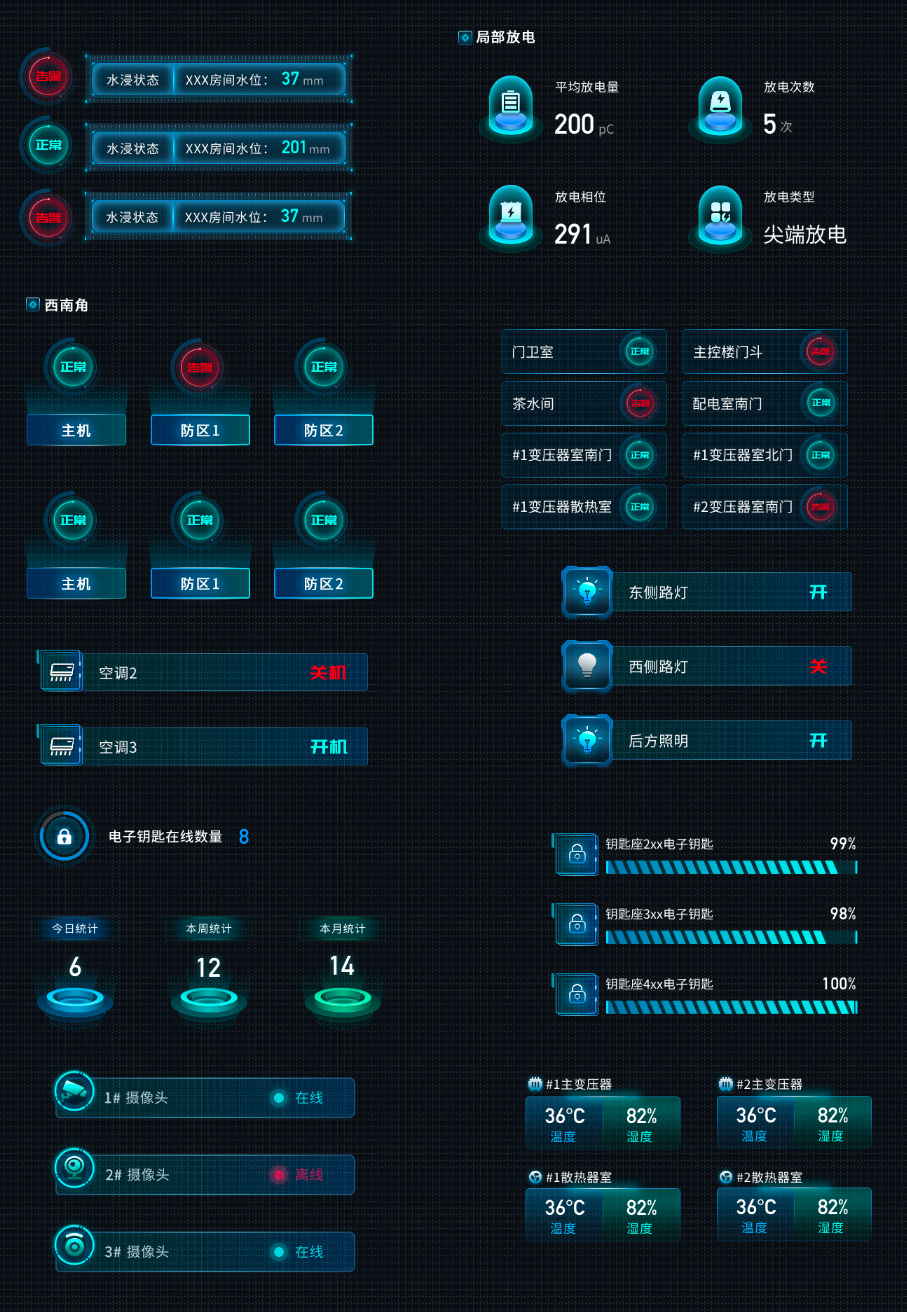 局部放电
告警
水浸状态 XXX房间水位： 37 mm
正常
水浸状态 XXX房间水位： 201 mm
告警
水浸状态 XXX房间水位： 37 mm
平均放电量
200 pC
放电次数
5 次
放电相位
291 uA
放电类型
尖端放电
西南角
正常
告警
正常
主机
防区1
防区2
正常
正常
正常
主机
防区1
防区2
门卫室 正常
主控楼门斗 告警
茶水间 告警
配电室南门 正常
#1变压器室南门 正常
#1变压器室北门 正常
#1变压器散热室 正常
#2变压器室南门 告警
东侧路灯 开
西侧路灯 关
后方照明 开
空调2 关机
空调3 开机
电子钥匙在线数量 8
钥匙座2xx电子钥匙 99%
钥匙座3xx电子钥匙 98%
钥匙座4xx电子钥匙 100%
今日统计
本周统计
本月统计
6
12
14
1# 摄像头 在线
2# 摄像头 离线
3# 摄像头 在线
#1主变压器
36°C 82%
温度 湿度
#2主变压器
36°C 82%
温度 湿度
#1散热器室
36°C 82%
温度 湿度
#2散热器室
36°C 82%
温度 湿度